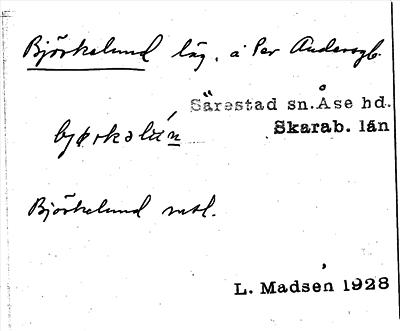 Björkelund läg. å Per Andersgb.
Särestad sn. Åse hd.
Skarab. län
Björkelund mtl.
L. Madsen 1928